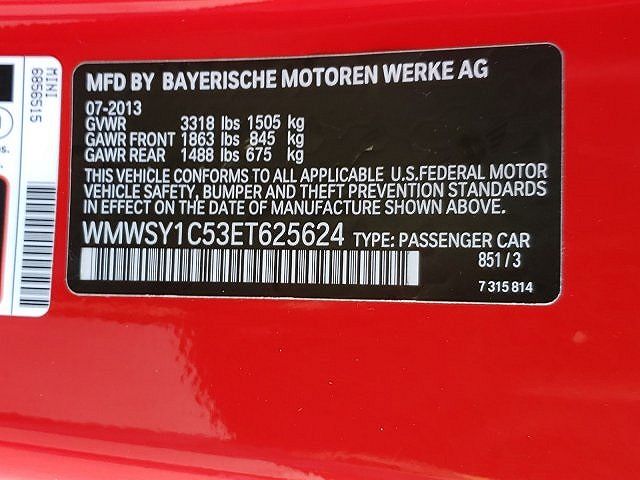 MFD BY BAYERISCHE MOTOREN WERKE AG
07-2013
GVWR 3318 lbs 1505 kg
GAWR FRONT 1863 lbs 845 kg
GAWR REAR 1488 lbs 675 kg
THIS VEHICLE CONFORMS TO ALL APPLICABLE U.S.FEDERAL MOTOR
VEHICLE SAFETY, BUMPER AND THEFT PREVENTION STANDARDS
IN EFFECT ON THE DATE OF MANUFACTURE SHOWN ABOVE.
WMWSY1C53ET625624 TYPE: PASSENGER CAR
851/3
7 315 814
MINI
6856515